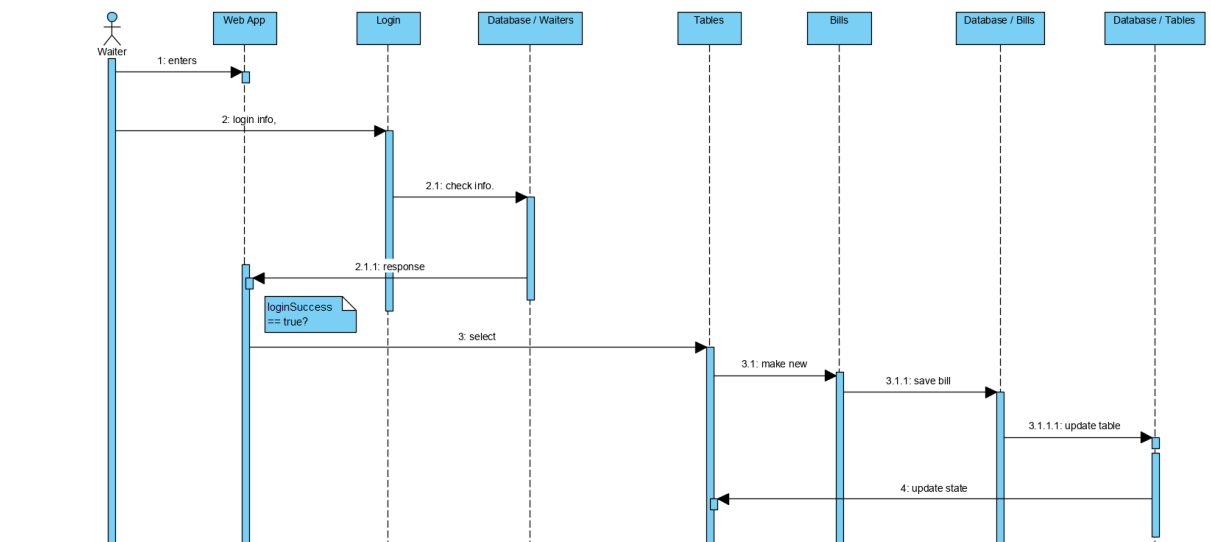 Web App
Login
Database / Waiters
Tables
Bills
Database / Bills
Database / Tables
Waiter
1: enters
2: login info,
2.1: check info.
2.1.1: response
loginSuccess
== true?
3: select
3.1: make new
3.1.1: save bill
3.1.1.1: update table
4: update state